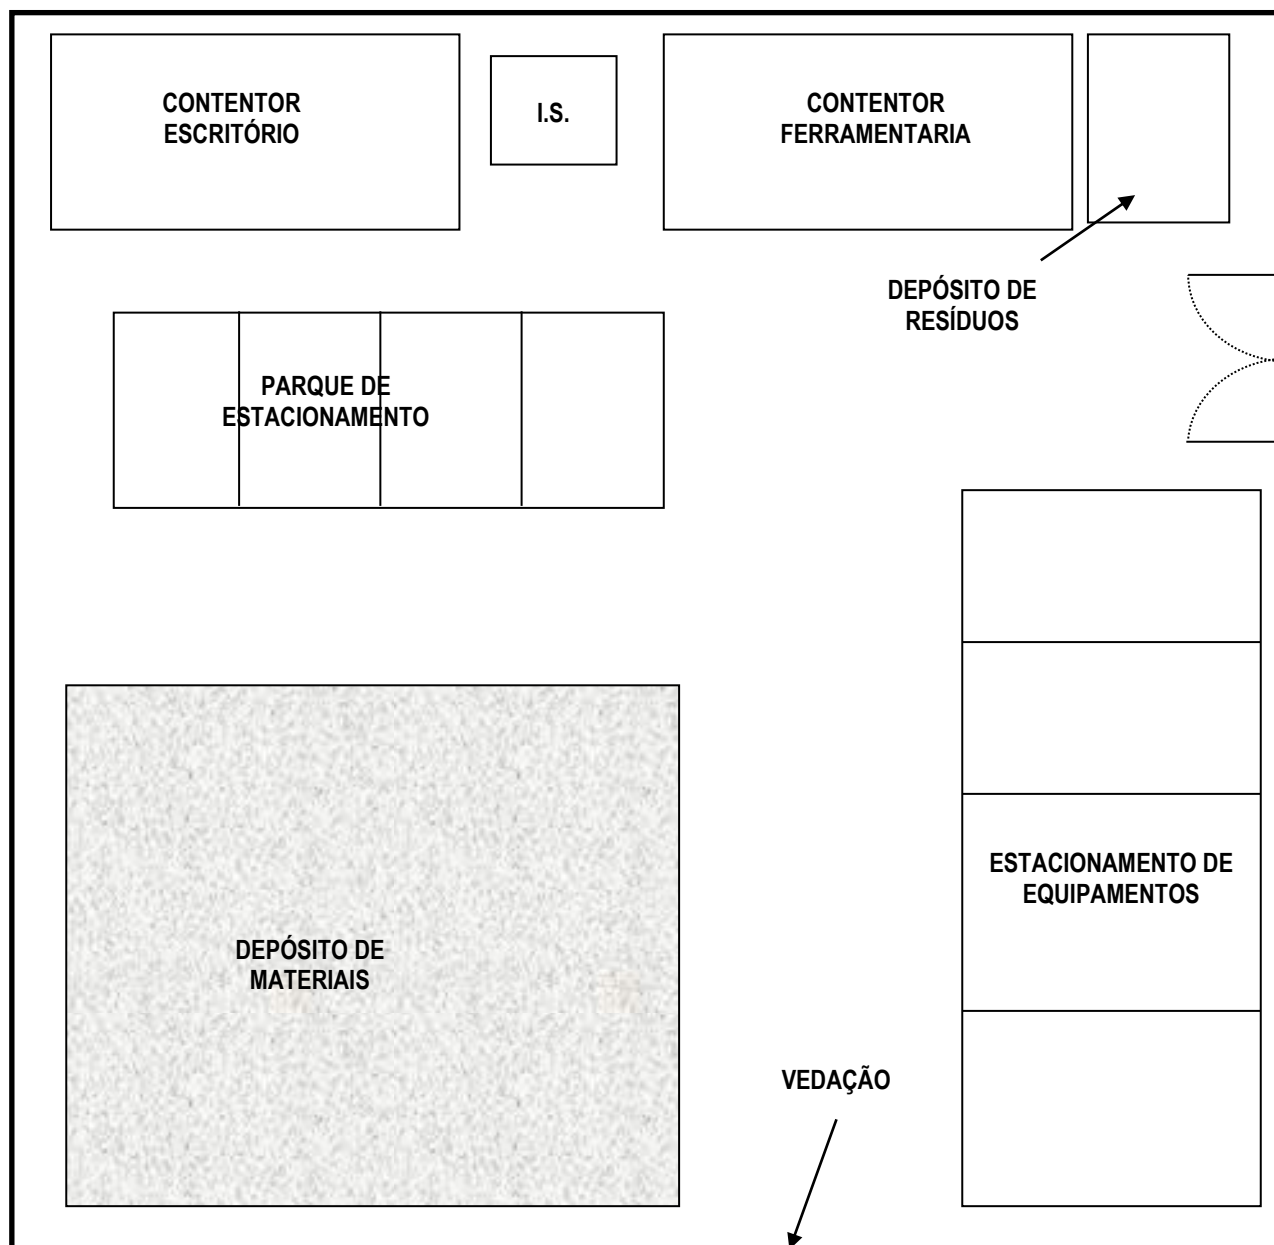 CONTENTOR
ESCRITÓRIO
I.S.
CONTENTOR
FERRAMENTARIA
DEPÓSITO DE
RESÍDUOS
PARQUE DE
ESTACIONAMENTO
ESTACIONAMENTO DE
EQUIPAMENTOS
DEPÓSITO DE
MATERIAIS
VEDAÇÃO